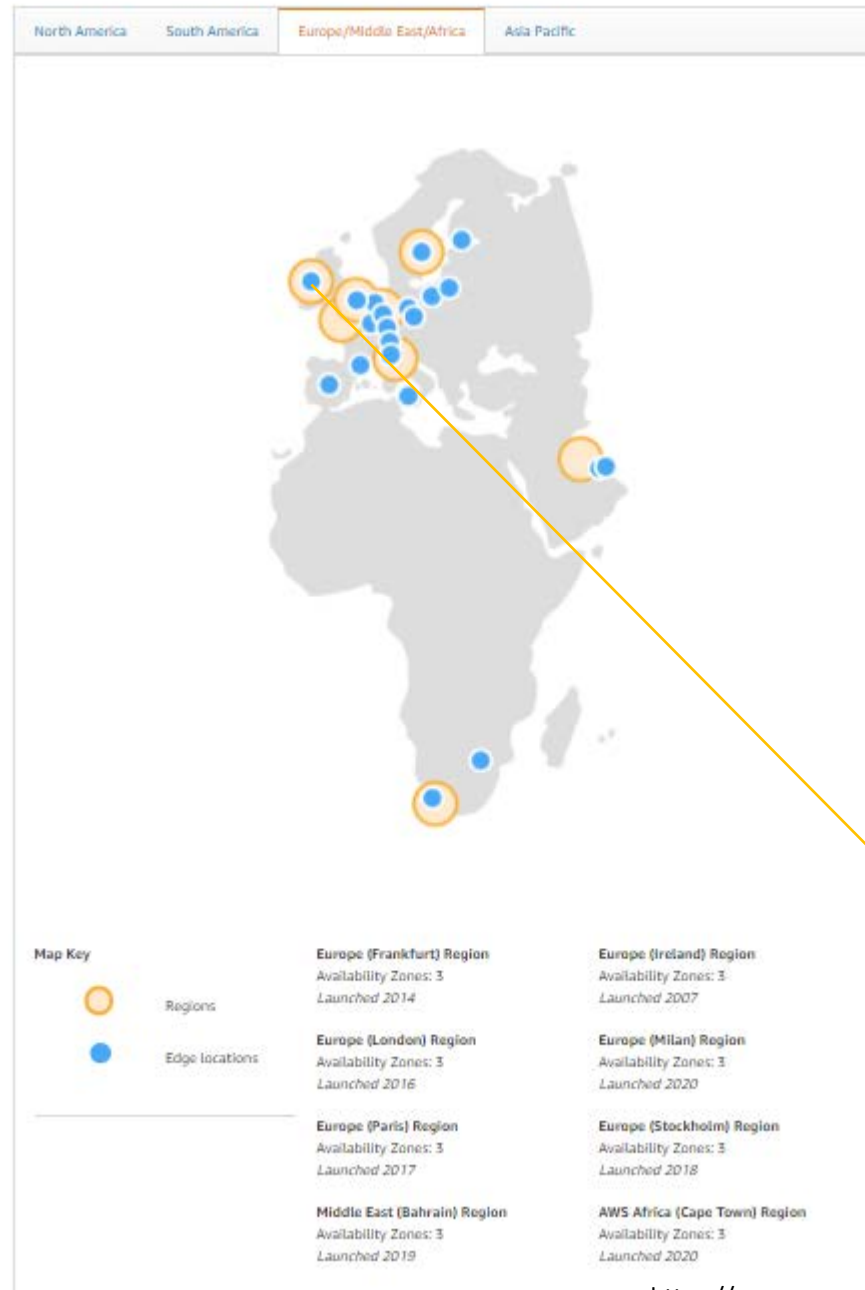 North America South America Europe/Middle East/Africa Asia Pacific
Map Key
Regions
Edge locations
Europe (Frankfurt) Region
Availability Zones: 3
Launched 2014
Europe (Ireland) Region
Availability Zones: 3
Launched 2007
Europe (London) Region
Availability Zones: 3
Launched 2016
Europe (Milan) Region
Availability Zones: 3
Launched 2020
Europe (Paris) Region
Availability Zones: 3
Launched 2017
Europe (Stockholm) Region
Availability Zones: 3
Launched 2018
Middle East (Bahrain) Region
Availability Zones: 3
Launched 2019
AWS Africa (Cape Town) Region
Availability Zones: 3
Launched 2020